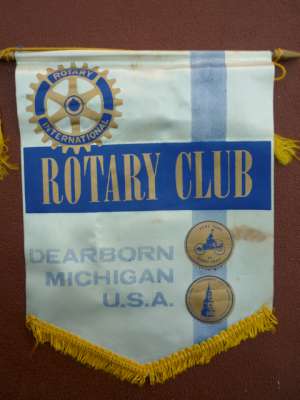 ROTARY
INTERNATIONAL
ROTARY CLUB
DEARBORN
MICHIGAN
U.S.A.